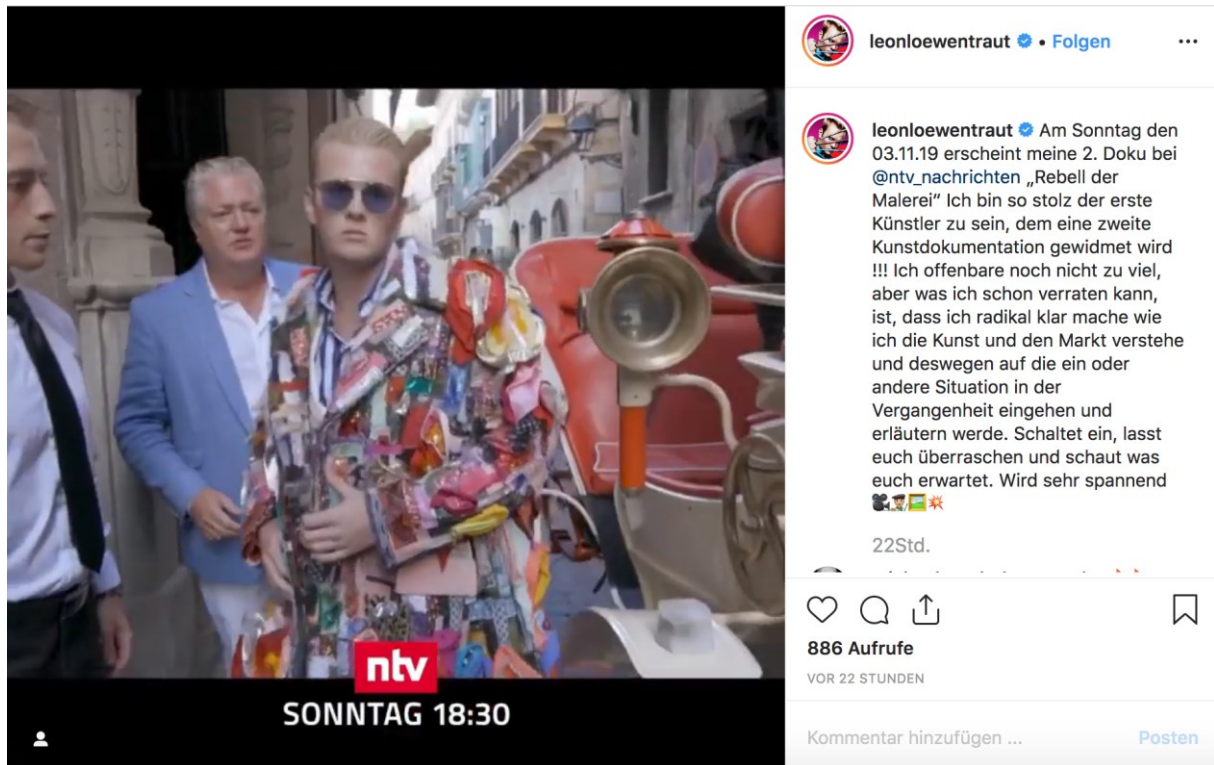 ntv
SONNTAG 18:30
leonloewentraut • Folgen
leonloewentraut Am Sonntag den
03.11.19 erscheint meine 2. Doku bei
@ntv_nachrichten „Rebell der
Malerei“ Ich bin so stolz der erste
Künstler zu sein, dem eine zweite
Kunstdokumentation gewidmet wird
!!! Ich offenbare noch nicht zu viel,
aber was ich schon verraten kann,
ist, dass ich radikal klar mache wie
ich die Kunst und den Markt verstehe
und deswegen auf die ein oder
andere Situation in der
Vergangenheit eingehen und
erläutern werde. Schaltet ein, lasst
euch überraschen und schaut was
euch erwartet. Wird sehr spannend
🎥👨🏼‍🎨🖼💥
22Std.
886 Aufrufe
VOR 22 STUNDEN
Kommentar hinzufügen ...
Posten